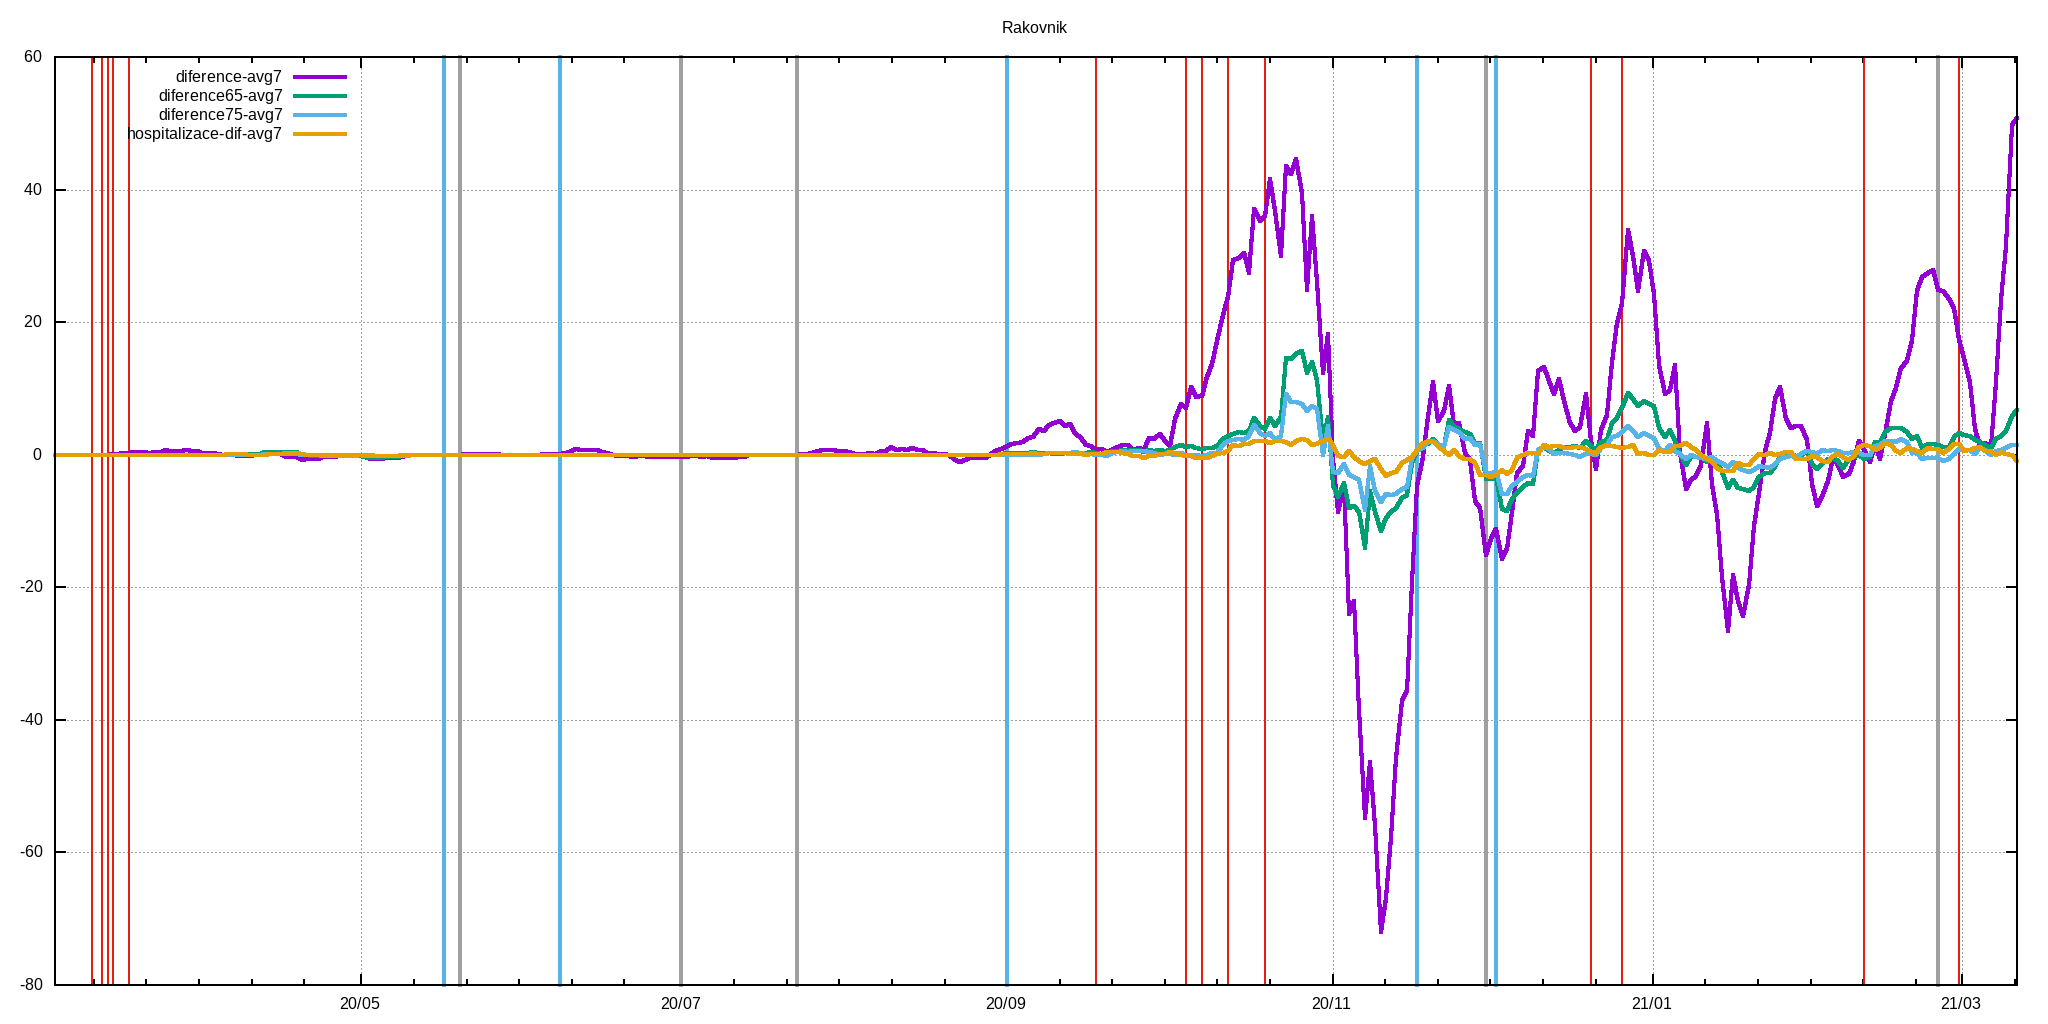 Rakovnik
60
diference-avg7
diference65-avg7
diference75-avg7
hospitalizace-dif-avg7
40
20
0
-20
-40
-60
-80
20/05
20/07
20/09
20/11
21/01
21/03